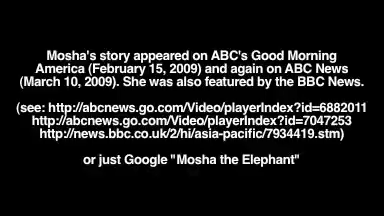 Mosha's story appeared on ABC's Good Morning
America (February 15, 2009) and again on ABC News
(March 10, 2009). She was also featured by the BBC News.
(see: http://abcnews.go.com/Video/playerIndex?id=6882011
http://abcnews.go.com/Video/playerIndex?id=7047253
http://news.bbc.co.uk/2/hi/asia-pacific/7934419.stm)
or just Google "Mosha the Elephant"